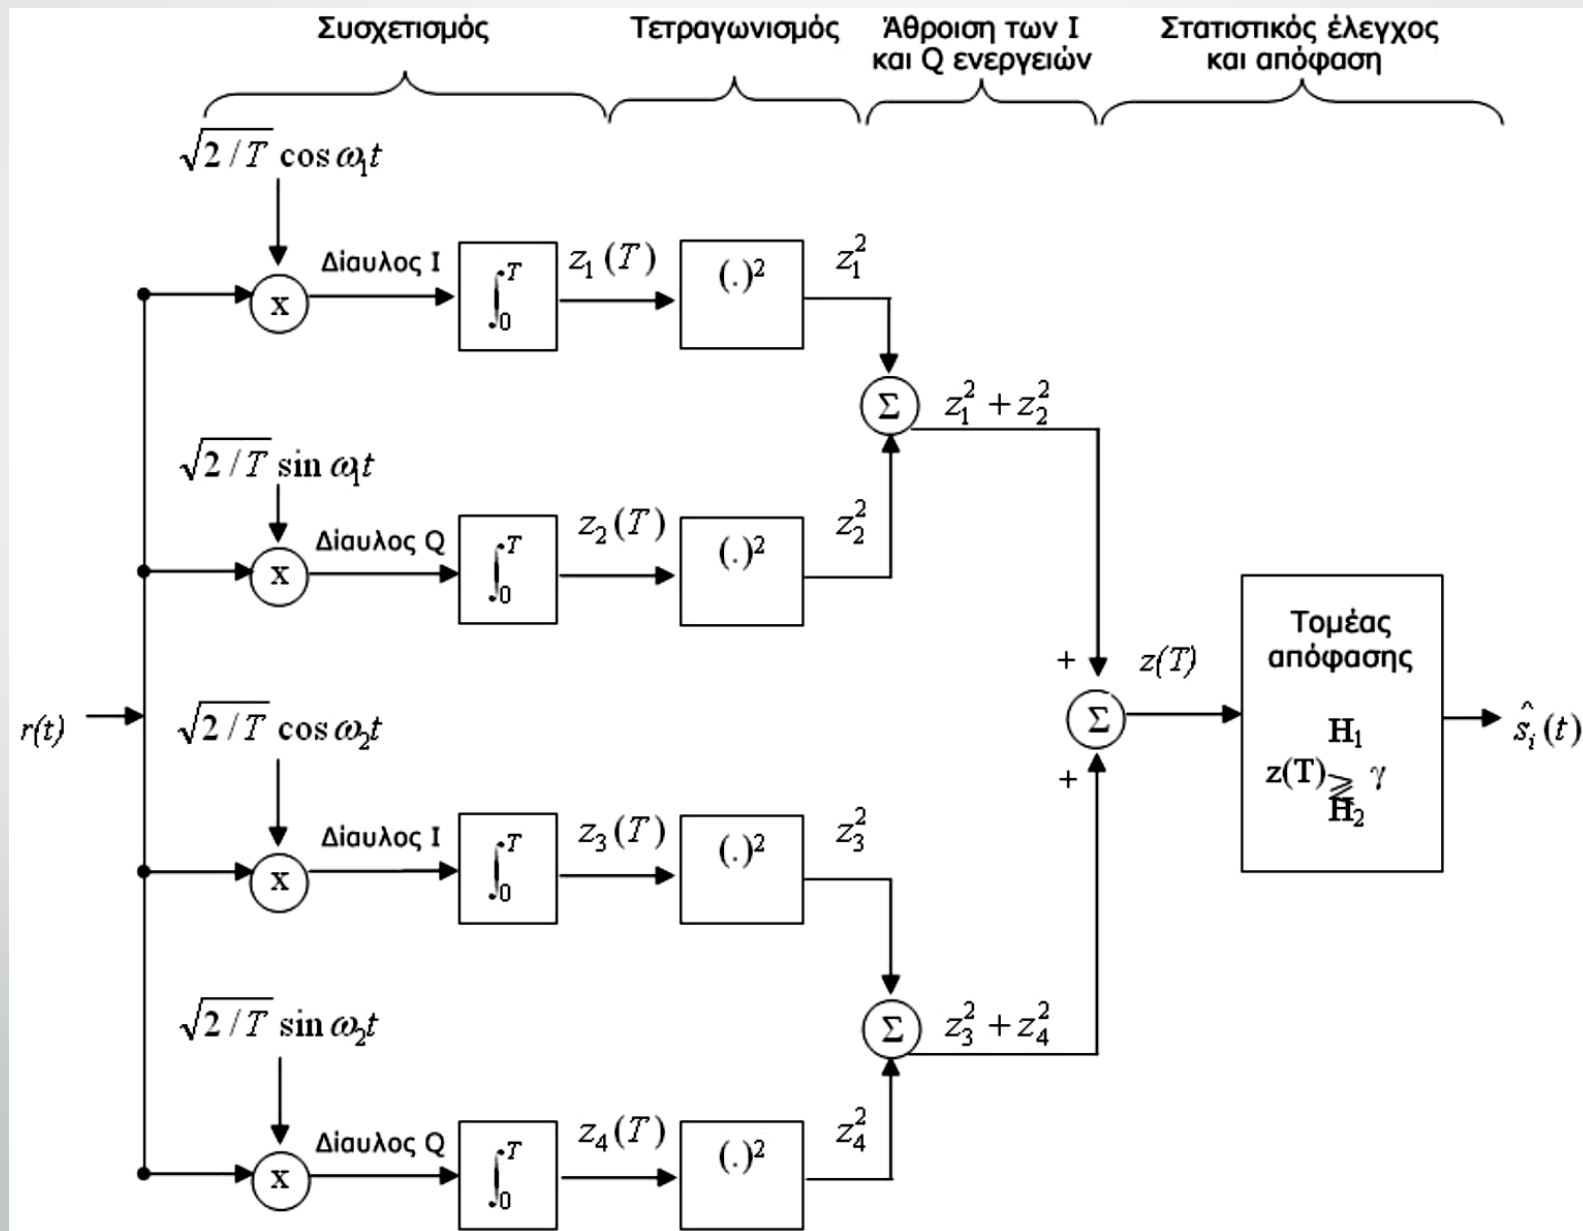 Συσχετισμός
Τετραγωνισμός
Άθροιση των Ι
και Q ενεργειών
Στατιστικός έλεγχος
και απόφαση
√2 / T cos ω₁t
x
Δίαυλος Ι
∫₀ᵀ
z₁ (T)
(.)²
z₁²
Σ
z₁² + z₂²
√2 / T sin ω₁t
x
Δίαυλος Q
∫₀ᵀ
z₂ (T)
(.)²
z₂²
r(t)
√2 / T cos ω₂t
x
Δίαυλος Ι
∫₀ᵀ
z₃ (T)
(.)²
z₃²
Σ
z₃² + z₄²
√2 / T sin ω₂t
x
Δίαυλος Q
∫₀ᵀ
z₄ (T)
(.)²
z₄²
+
Σ
+
z(T)
Τομέας
απόφασης
H₁
z(T) ≷ γ
H₂
ŝᵢ (t)